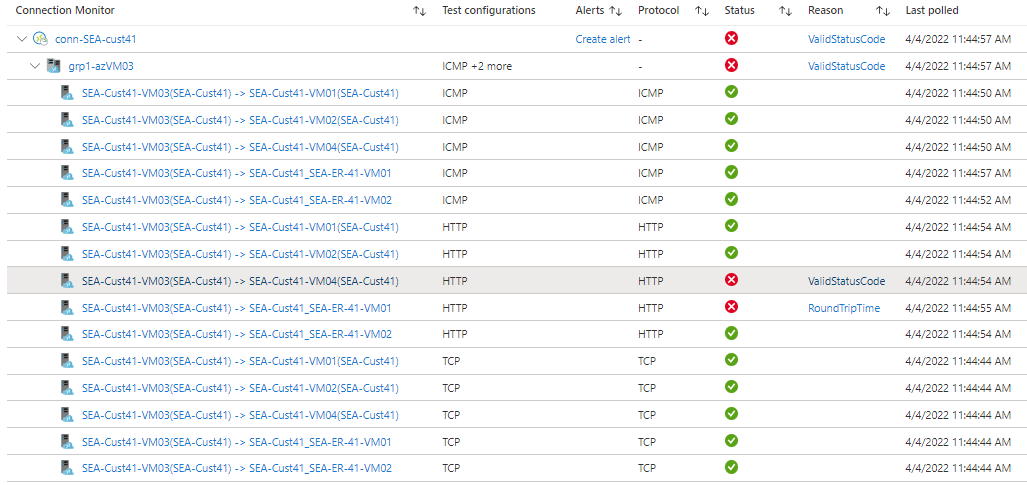 Connection Monitor Test configurations Alerts Protocol Status Reason Last polled
conn-SEA-cust41 Create alert - ValidStatusCode 4/4/2022 11:44:57 AM
grp1-azVM03 ICMP +2 more - ValidStatusCode 4/4/2022 11:44:57 AM
SEA-Cust41-VM03(SEA-Cust41) -> SEA-Cust41-VM01(SEA-Cust41) ICMP ICMP 4/4/2022 11:44:50 AM
SEA-Cust41-VM03(SEA-Cust41) -> SEA-Cust41-VM02(SEA-Cust41) ICMP ICMP 4/4/2022 11:44:50 AM
SEA-Cust41-VM03(SEA-Cust41) -> SEA-Cust41-VM04(SEA-Cust41) ICMP ICMP 4/4/2022 11:44:50 AM
SEA-Cust41-VM03(SEA-Cust41) -> SEA-Cust41_SEA-ER-41-VM01 ICMP ICMP 4/4/2022 11:44:57 AM
SEA-Cust41-VM03(SEA-Cust41) -> SEA-Cust41_SEA-ER-41-VM02 ICMP ICMP 4/4/2022 11:44:52 AM
SEA-Cust41-VM03(SEA-Cust41) -> SEA-Cust41-VM01(SEA-Cust41) HTTP HTTP 4/4/2022 11:44:54 AM
SEA-Cust41-VM03(SEA-Cust41) -> SEA-Cust41-VM02(SEA-Cust41) HTTP HTTP 4/4/2022 11:44:54 AM
SEA-Cust41-VM03(SEA-Cust41) -> SEA-Cust41-VM04(SEA-Cust41) HTTP HTTP ValidStatusCode 4/4/2022 11:44:54 AM
SEA-Cust41-VM03(SEA-Cust41) -> SEA-Cust41_SEA-ER-41-VM01 HTTP HTTP RoundTripTime 4/4/2022 11:44:55 AM
SEA-Cust41-VM03(SEA-Cust41) -> SEA-Cust41_SEA-ER-41-VM02 HTTP HTTP 4/4/2022 11:44:54 AM
SEA-Cust41-VM03(SEA-Cust41) -> SEA-Cust41-VM01(SEA-Cust41) TCP TCP 4/4/2022 11:44:44 AM
SEA-Cust41-VM03(SEA-Cust41) -> SEA-Cust41-VM02(SEA-Cust41) TCP TCP 4/4/2022 11:44:44 AM
SEA-Cust41-VM03(SEA-Cust41) -> SEA-Cust41-VM04(SEA-Cust41) TCP TCP 4/4/2022 11:44:44 AM
SEA-Cust41-VM03(SEA-Cust41) -> SEA-Cust41_SEA-ER-41-VM01 TCP TCP 4/4/2022 11:44:44 AM
SEA-Cust41-VM03(SEA-Cust41) -> SEA-Cust41_SEA-ER-41-VM02 TCP TCP 4/4/2022 11:44:44 AM